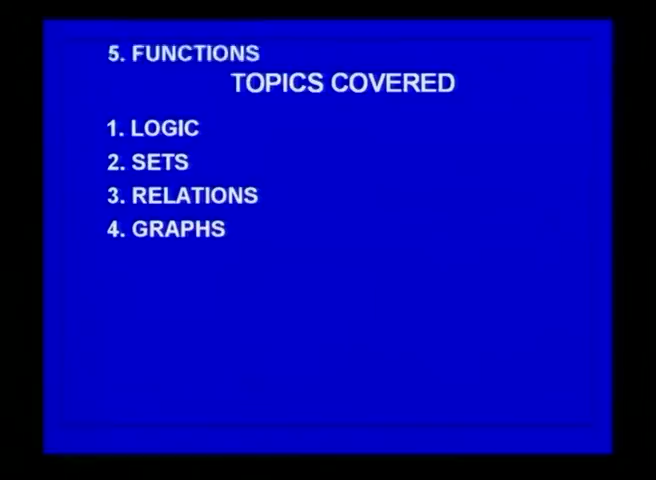 5. FUNCTIONS
TOPICS COVERED
1. LOGIC
2. SETS
3. RELATIONS
4. GRAPHS